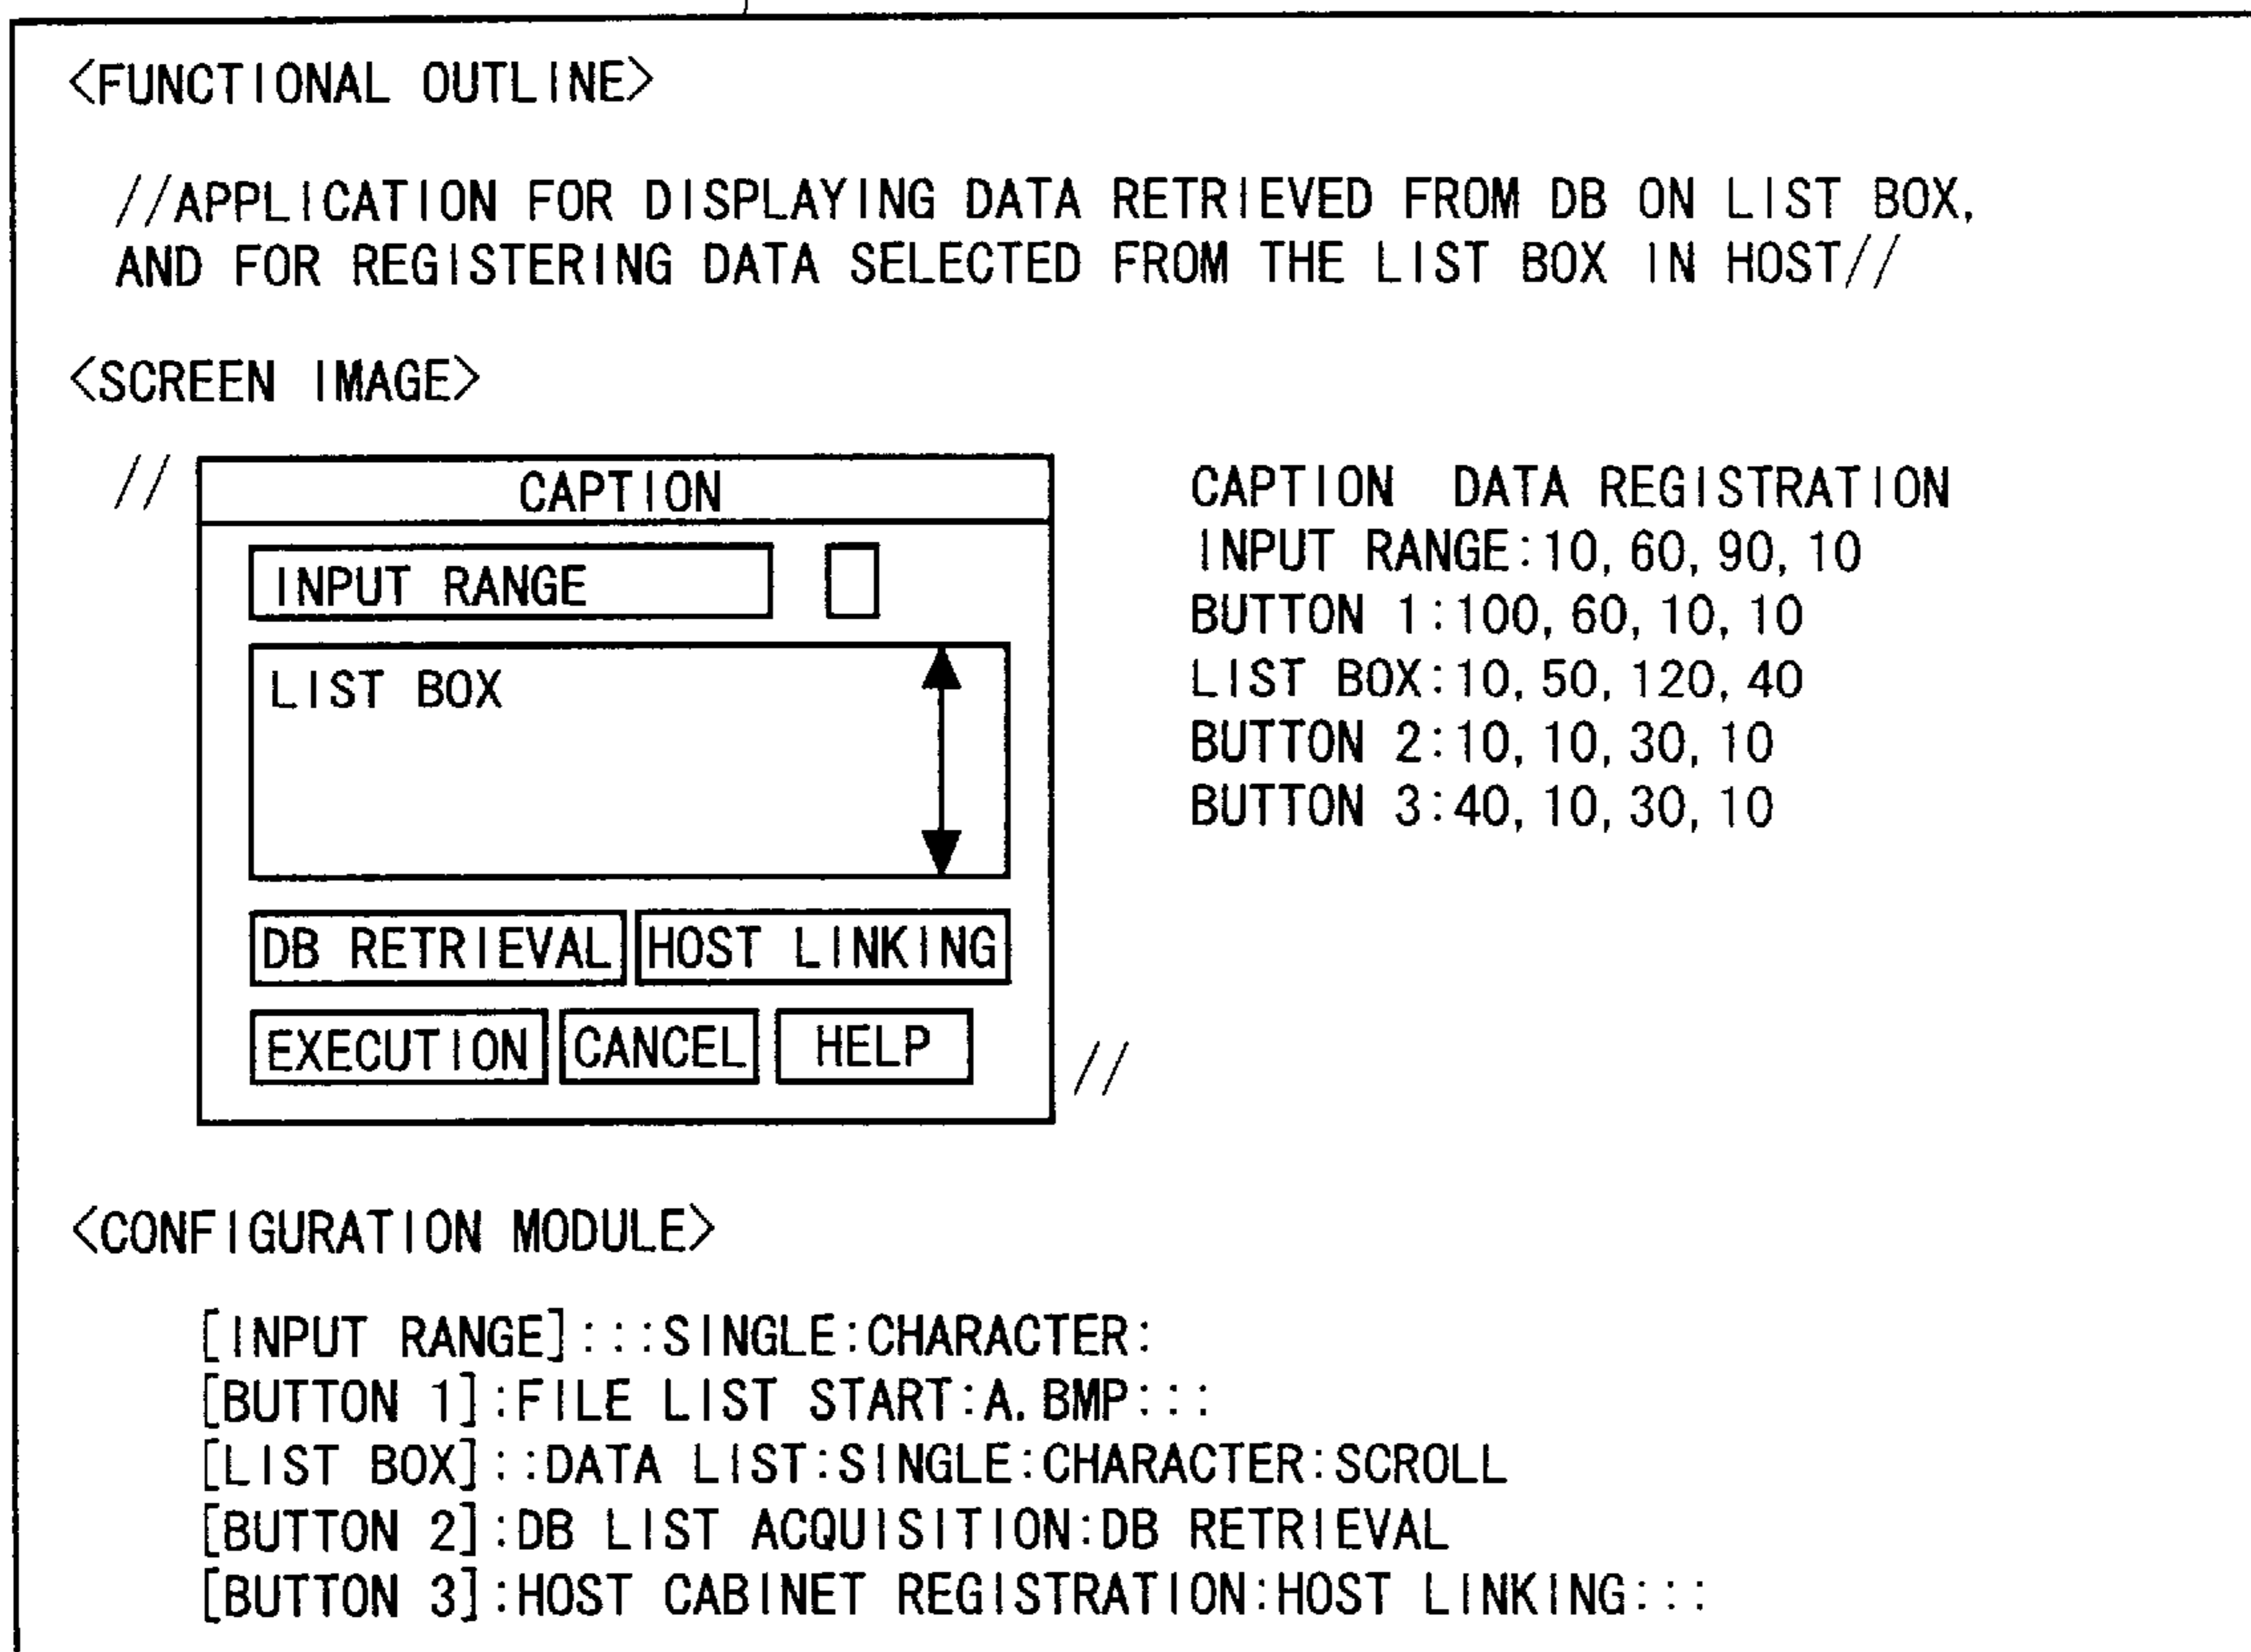 <FUNCTIONAL OUTLINE>
//APPLICATION FOR DISPLAYING DATA RETRIEVED FROM DB ON LIST BOX,
AND FOR REGISTERING DATA SELECTED FROM THE LIST BOX IN HOST//
<SCREEN IMAGE>
//
CAPTION
INPUT RANGE
LIST BOX
DB RETRIEVAL HOST LINKING
EXECUTION CANCEL HELP
//
CAPTION DATA REGISTRATION
INPUT RANGE:10,60,90,10
BUTTON 1:100,60,10,10
LIST BOX:10,50,120,40
BUTTON 2:10,10,30,10
BUTTON 3:40,10,30,10
<CONFIGURATION MODULE>
[INPUT RANGE]:::SINGLE:CHARACTER:
[BUTTON 1]:FILE LIST START:A.BMP:::
[LIST BOX]::DATA LIST:SINGLE:CHARACTER:SCROLL
[BUTTON 2]:DB LIST ACQUISITION:DB RETRIEVAL
[BUTTON 3]:HOST CABINET REGISTRATION:HOST LINKING:::